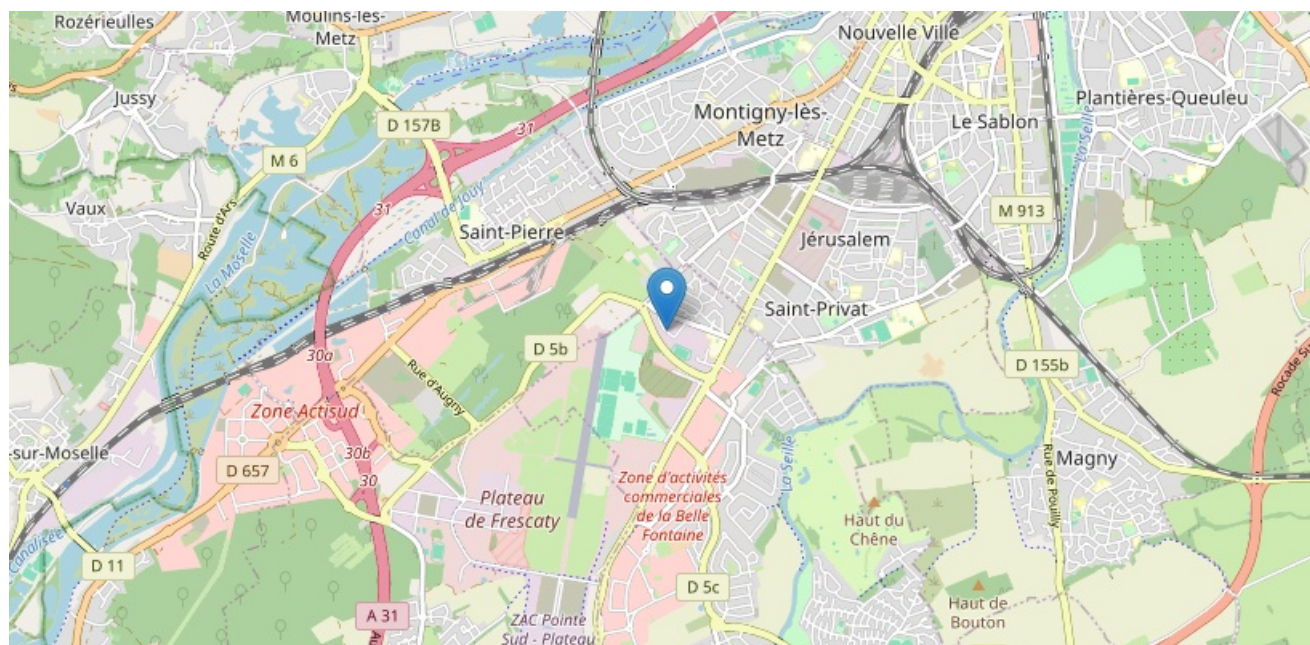 Rozérieulles
Moulins-lès-
Metz
Nouvelle Ville
Jussy
D 157B
31
Montigny-lès-
Metz
Le Sablon
Plantières-Queuleu
La Seille
M 6
Vaux
Route d'Ars
La Moselle
31
Canal de Jouy
Saint-Pierre
Jérusalem
M 913
Saint-Privat
30a
D 5b
Rue d'Augny
D 155b
Rocade Su
Zone Actisud
-sur-Moselle
D 657
30b
30
Plateau
de Frescaty
Zone d'activités
commerciales
de la Belle
Fontaine
La Seille
Haut du
Chêne
Rue de Pouilly
Magny
Canalisée
D 11
A 31
D 5c
Haut de
Bouton
ZAC Pointe
Sud - Plateau